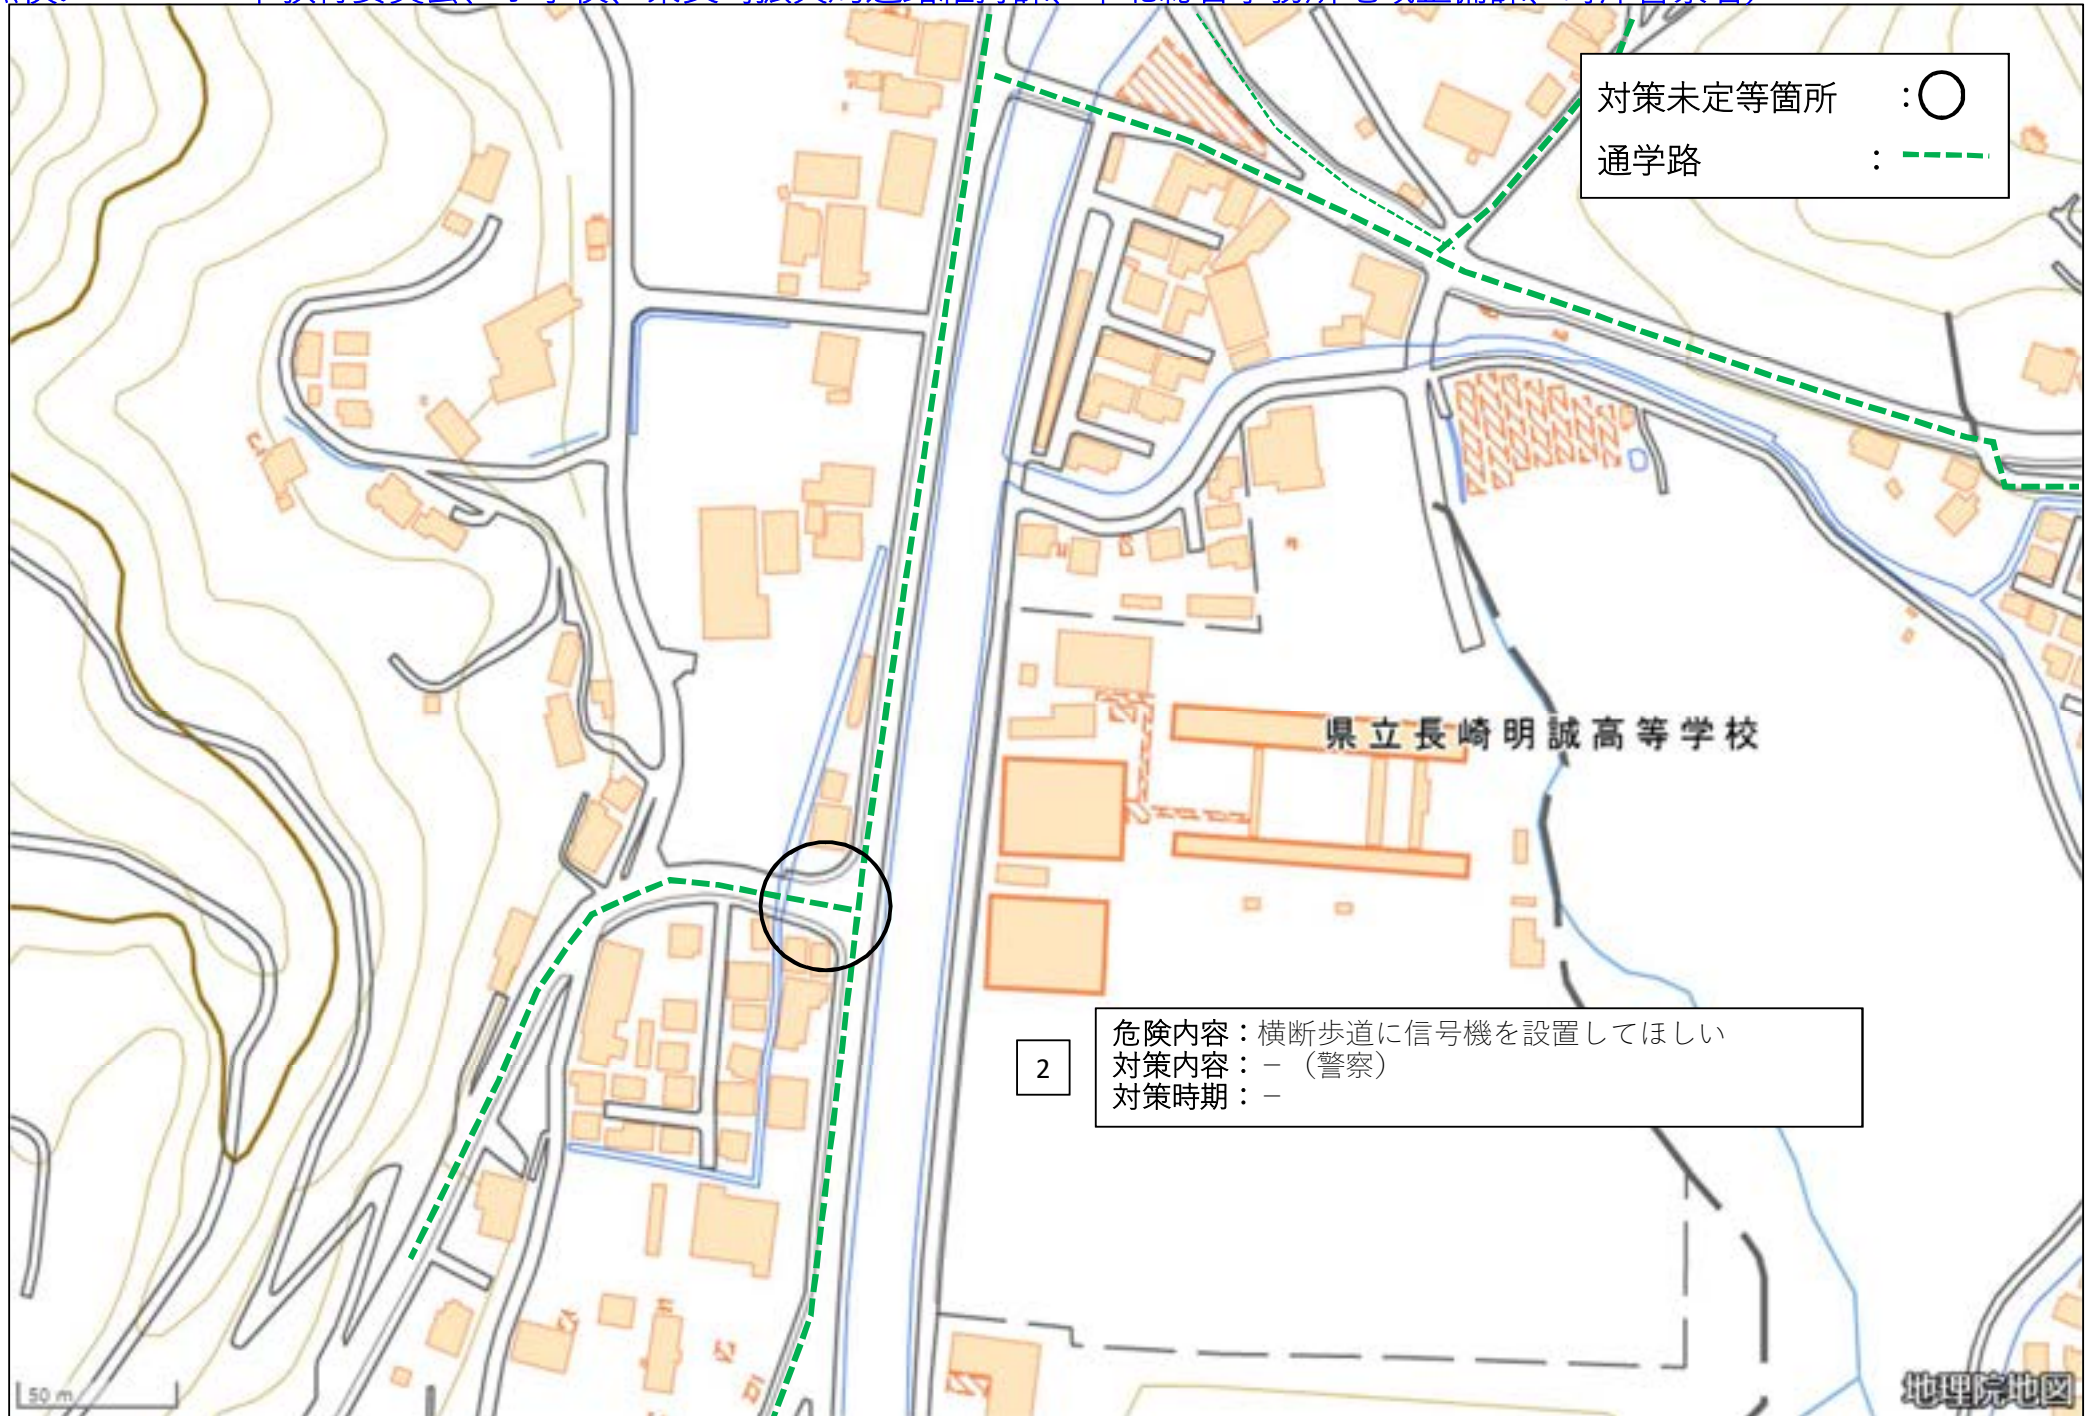 対策未定等箇所 :○
通学路 :
県立長崎明誠高等学校
2
危険内容：横断歩道に信号機を設置してほしい
対策内容：－（警察）
対策時期：－
50 m
地理院地図